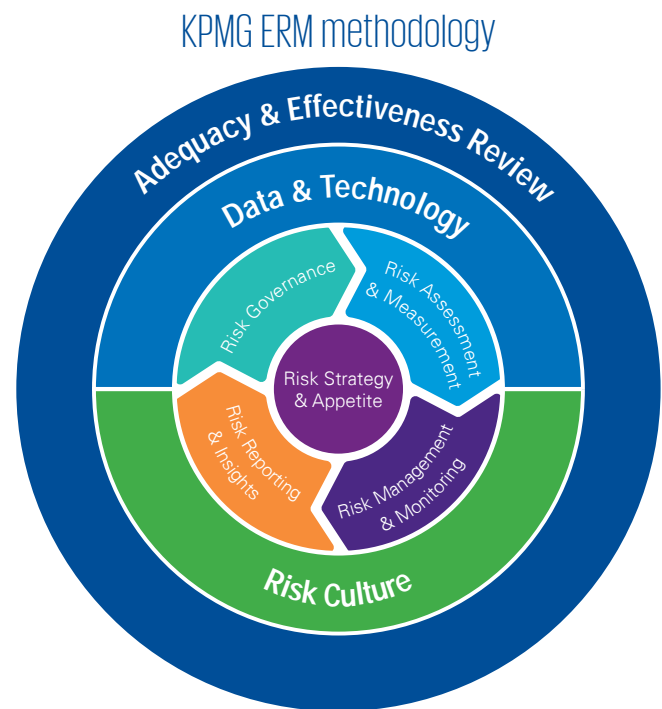 KPMG ERM methodology
Adequacy & Effectiveness Review
Data & Technology
Risk Governance
Risk Assessment
& Measurement
Risk Strategy
& Appetite
Risk Reporting
& Insights
Risk Management
& Monitoring
Risk Culture